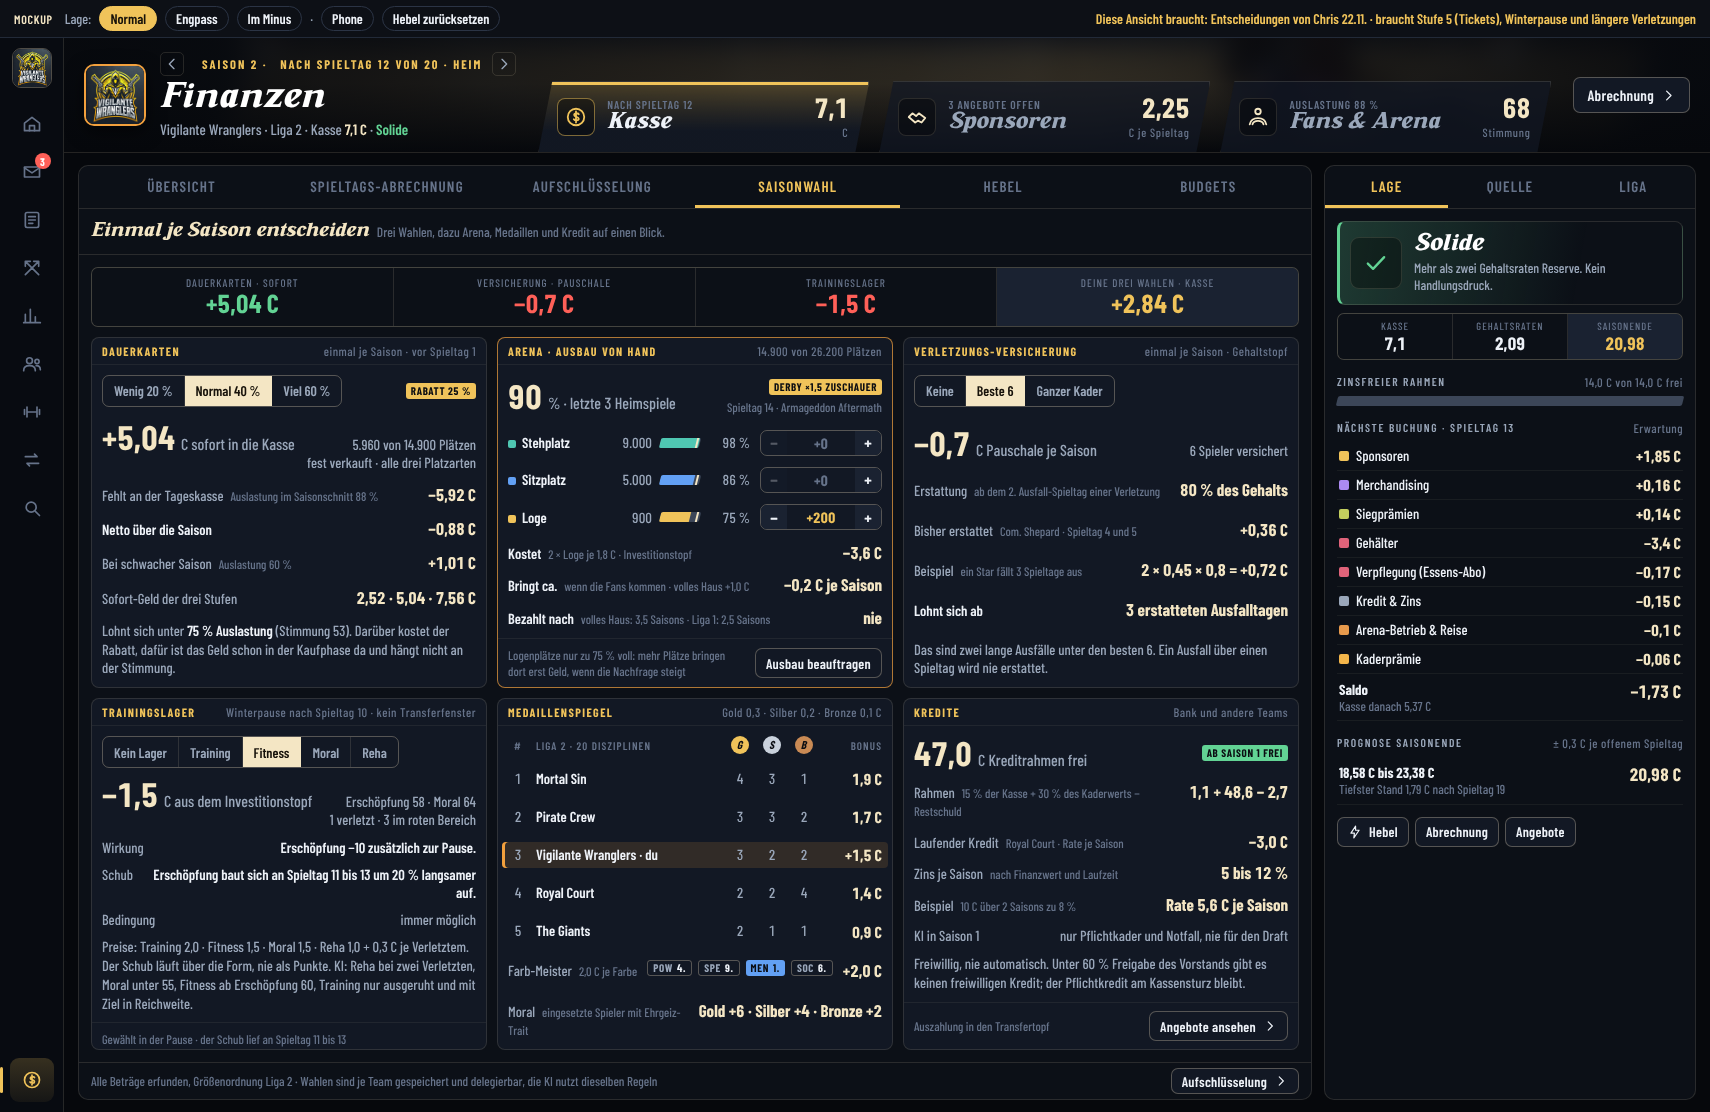 MOCKUP Lage: Normal Engpass Im Minus · Phone Hebel zurücksetzen
Diese Ansicht braucht: Entscheidungen von Chris 22.11. · braucht Stufe 5 (Tickets), Winterpause und längere Verletzungen
VIGILANTE WRANGLERS
3
SAISON 2 · NACH SPIELTAG 12 VON 20 · HEIM
Finanzen
Vigilante Wranglers · Liga 2 · Kasse 7,1 C · Solide
NACH SPIELTAG 12
Kasse
7,1
C
3 ANGEBOTE OFFEN
Sponsoren
2,25
C je Spieltag
AUSLASTUNG 88 %
Fans & Arena
68
Stimmung
Abrechnung
ÜBERSICHT SPIELTAGS-ABRECHNUNG AUFSCHLÜSSELUNG SAISONWAHL HEBEL BUDGETS
Einmal je Saison entscheiden Drei Wahlen, dazu Arena, Medaillen und Kredit auf einen Blick.
DAUERKARTEN · SOFORT
+5,04 C
VERSICHERUNG · PAUSCHALE
−0,7 C
TRAININGSLAGER
−1,5 C
DEINE DREI WAHLEN · KASSE
+2,84 C
DAUERKARTEN einmal je Saison · vor Spieltag 1
Wenig 20 % Normal 40 % Viel 60 % RABATT 25 %
+5,04 C sofort in die Kasse
5.960 von 14.900 Plätzen
fest verkauft · alle drei Platzarten
Fehlt an der Tageskasse Auslastung im Saisonschnitt 88 % −5,92 C
Netto über die Saison −0,88 C
Bei schwacher Saison Auslastung 60 % +1,01 C
Sofort-Geld der drei Stufen 2,52 · 5,04 · 7,56 C
Lohnt sich unter 75 % Auslastung (Stimmung 53). Darüber kostet der
Rabatt, dafür ist das Geld schon in der Kaufphase da und hängt nicht an
der Stimmung.
ARENA · AUSBAU VON HAND 14.900 von 26.200 Plätzen
90 % · letzte 3 Heimspiele
DERBY ×1,5 ZUSCHAUER
Spieltag 14 · Armageddon Aftermath
Stehplatz 9.000 98 % − +0 +
Sitzplatz 5.000 86 % − +0 +
Loge 900 75 % − +200 +
Kostet 2 × Loge je 1,8 C · Investitionstopf −3,6 C
Bringt ca. wenn die Fans kommen · volles Haus +1,0 C −0,2 C je Saison
Bezahlt nach volles Haus: 3,5 Saisons · Liga 1: 2,5 Saisons nie
Logenplätze nur zu 75 % voll: mehr Plätze bringen
dort erst Geld, wenn die Nachfrage steigt
Ausbau beauftragen
VERLETZUNGS-VERSICHERUNG einmal je Saison · Gehaltstopf
Keine Beste 6 Ganzer Kader
−0,7 C Pauschale je Saison 6 Spieler versichert
Erstattung ab dem 2. Ausfall-Spieltag einer Verletzung 80 % des Gehalts
Bisher erstattet Com. Shepard · Spieltag 4 und 5 +0,36 C
Beispiel ein Star fällt 3 Spieltage aus 2 × 0,45 × 0,8 = +0,72 C
Lohnt sich ab 3 erstatteten Ausfalltagen
Das sind zwei lange Ausfälle unter den besten 6. Ein Ausfall über einen
Spieltag wird nie erstattet.
TRAININGSLAGER Winterpause nach Spieltag 10 · kein Transferfenster
Kein Lager Training Fitness Moral Reha
−1,5 C aus dem Investitionstopf
Erschöpfung 58 · Moral 64
1 verletzt · 3 im roten Bereich
Wirkung Erschöpfung −10 zusätzlich zur Pause.
Schub Erschöpfung baut sich an Spieltag 11 bis 13 um 20 % langsamer
auf.
Bedingung immer möglich
Preise: Training 2,0 · Fitness 1,5 · Moral 1,5 · Reha 1,0 + 0,3 C je Verletztem.
Der Schub läuft über die Form, nie als Punkte. KI: Reha bei zwei Verletzten,
Moral unter 55, Fitness ab Erschöpfung 60, Training nur ausgeruht und mit
Ziel in Reichweite.
Gewählt in der Pause · der Schub lief an Spieltag 11 bis 13
MEDAILLENSPIEGEL Gold 0,3 · Silber 0,2 · Bronze 0,1 C
# LIGA 2 · 20 DISZIPLINEN G S B BONUS
1 Mortal Sin 4 3 1 1,9 C
2 Pirate Crew 3 3 2 1,7 C
3 Vigilante Wranglers · du 3 2 2 +1,5 C
4 Royal Court 2 2 4 1,4 C
5 The Giants 2 1 1 0,9 C
Farb-Meister 2,0 C je Farbe POW 4. SPE 9. MEN 1. SOC 6. +2,0 C
Moral eingesetzte Spieler mit Ehrgeiz-
Trait
Gold +6 · Silber +4 · Bronze +2
KREDITE Bank und andere Teams
47,0 C Kreditrahmen frei AB SAISON 1 FREI
Rahmen 15 % der Kasse + 30 % des Kaderwerts −
Restschuld
1,1 + 48,6 − 2,7
Laufender Kredit Royal Court · Rate je Saison −3,0 C
Zins je Saison nach Finanzwert und Laufzeit 5 bis 12 %
Beispiel 10 C über 2 Saisons zu 8 % Rate 5,6 C je Saison
KI in Saison 1 nur Pflichtkader und Notfall, nie für den Draft
Freiwillig, nie automatisch. Unter 60 % Freigabe des Vorstands gibt es
keinen freiwilligen Kredit; der Pflichtkredit am Kassensturz bleibt.
Auszahlung in den Transfertopf Angebote ansehen
Alle Beträge erfunden, Größenordnung Liga 2 · Wahlen sind je Team gespeichert und delegierbar, die KI nutzt dieselben Regeln
Aufschlüsselung
LAGE QUELLE LIGA
Solide
Mehr als zwei Gehaltsraten Reserve. Kein
Handlungsdruck.
KASSE
7,1
GEHALTSRATEN
2,09
SAISONENDE
20,98
ZINSFREIER RAHMEN 14,0 C von 14,0 C frei
NÄCHSTE BUCHUNG · SPIELTAG 13 Erwartung
Sponsoren +1,85 C
Merchandising +0,16 C
Siegprämien +0,14 C
Gehälter −3,4 C
Verpflegung (Essens-Abo) −0,17 C
Kredit & Zins −0,15 C
Arena-Betrieb & Reise −0,1 C
Kaderprämie −0,06 C
Saldo
Kasse danach 5,37 C
−1,73 C
PROGNOSE SAISONENDE ± 0,3 C je offenem Spieltag
18,58 C bis 23,38 C
Tiefster Stand 1,79 C nach Spieltag 19
20,98 C
Hebel Abrechnung Angebote